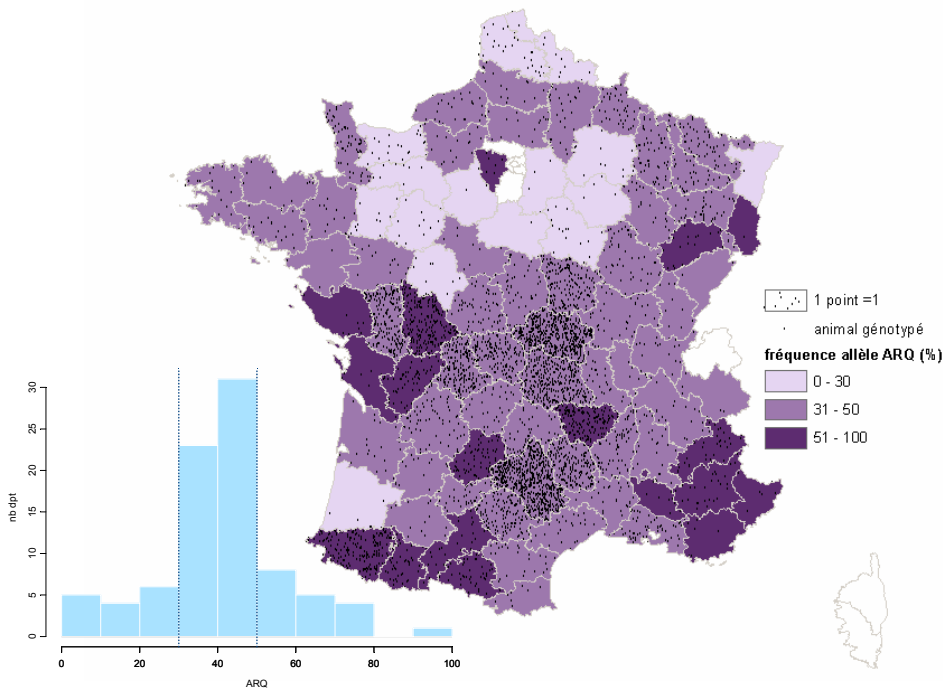 1 point =1
animal génotypé
fréquence allèle ARQ (%)
0 - 30
31 - 50
51 - 100
30
25
20
15
10
5
0
nb dpt
0 20 40 60 80 100
ARQ